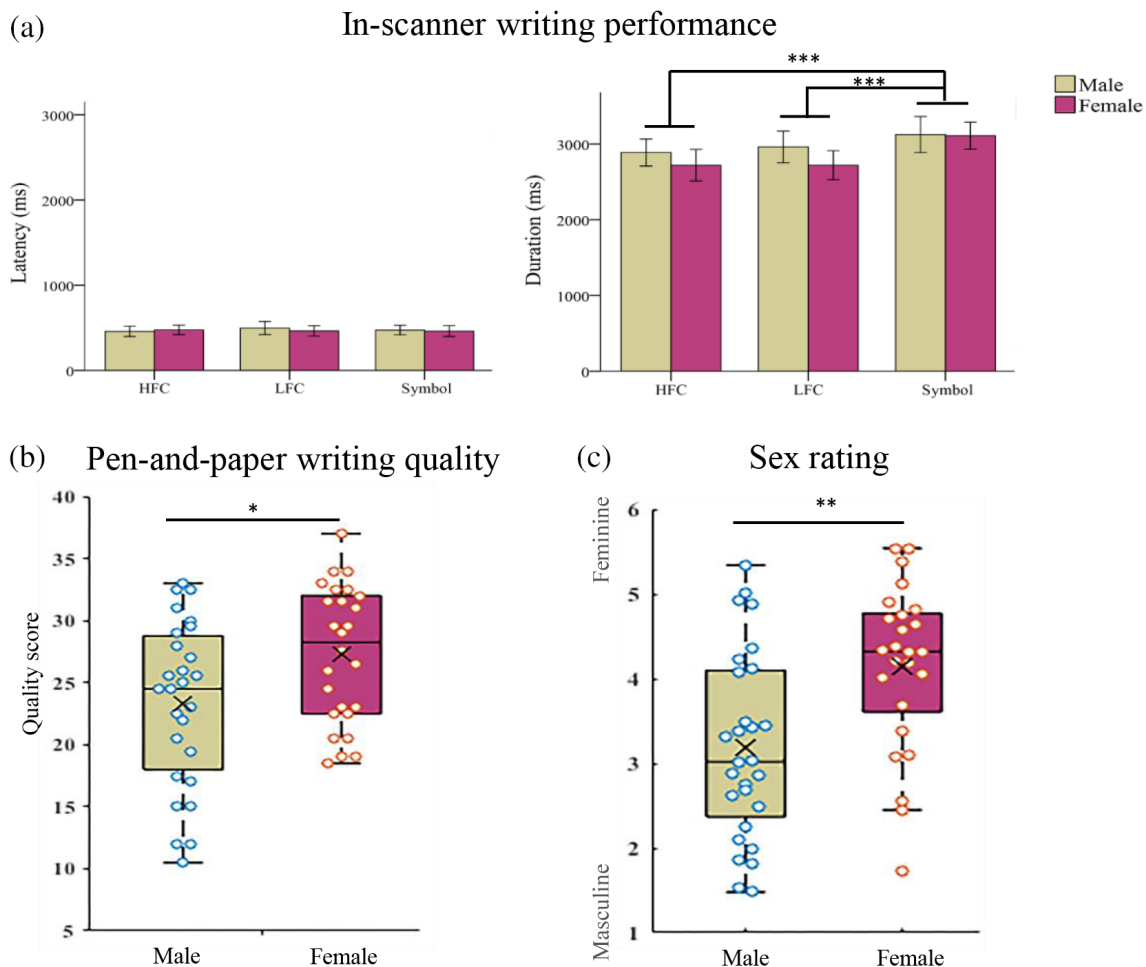 (a)
In-scanner writing performance
Latency (ms)
3000
2000
1000
0
HFC
LFC
Symbol
***
***
Duration (ms)
3000
2000
1000
0
HFC
LFC
Symbol
Male
Female
(b)
Pen-and-paper writing quality
*
Quality score
40
35
30
25
20
15
10
5
Male
Female
(c)
Sex rating
**
Feminine
Masculine
6
5
4
3
2
1
Male
Female